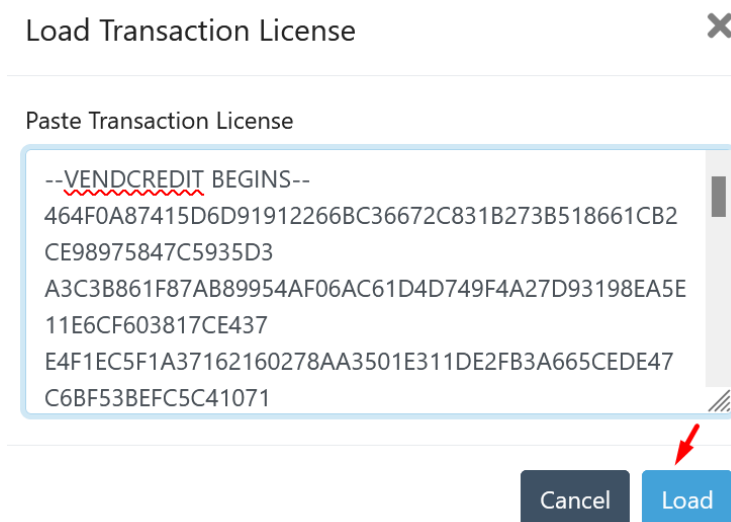 Load Transaction License
Paste Transaction License
--VENDCREDIT BEGINS--
464F0A87415D6D91912266BC36672C831B273B518661CB2
CE98975847C5935D3
A3C3B861F87AB89954AF06AC61D4D749F4A27D93198EA5E
11E6CF603817CE437
E4F1EC5F1A37162160278AA3501E311DE2FB3A665CEDE47
C6BF53BEFC5C41071
Cancel
Load